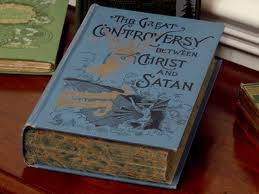 THE GREAT
CONTROVERSY
BETWEEN
CHRIST
AND
SATAN